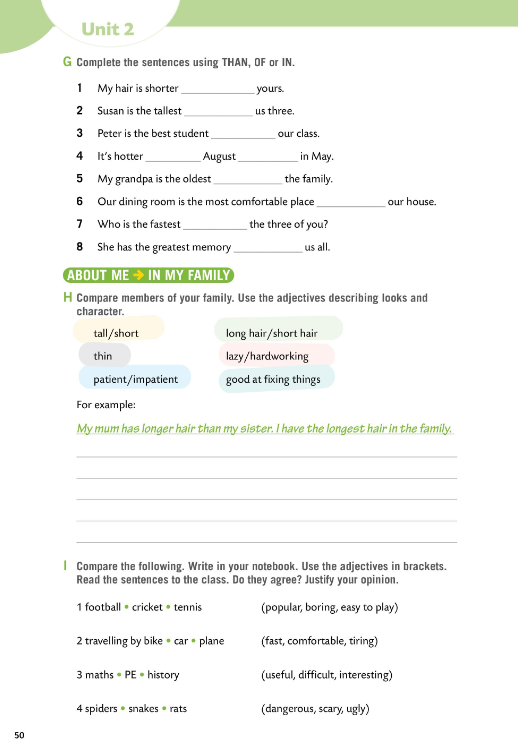 Unit 2
G Complete the sentences using THAN, OF or IN.
1 My hair is shorter ______________ yours.
2 Susan is the tallest _____________ us three.
3 Peter is the best student ____________ our class.
4 It's hotter __________ August ___________ in May.
5 My grandpa is the oldest _____________ the family.
6 Our dining room is the most comfortable place _____________ our house.
7 Who is the fastest ____________ the three of you?
8 She has the greatest memory _____________ us all.
ABOUT ME → IN MY FAMILY
H Compare members of your family. Use the adjectives describing looks and
character.
tall/short long hair/short hair
thin lazy/hardworking
patient/impatient good at fixing things
For example:
My mum has longer hair than my sister. I have the longest hair in the family.
I Compare the following. Write in your notebook. Use the adjectives in brackets.
Read the sentences to the class. Do they agree? Justify your opinion.
1 football • cricket • tennis (popular, boring, easy to play)
2 travelling by bike • car • plane (fast, comfortable, tiring)
3 maths • PE • history (useful, difficult, interesting)
4 spiders • snakes • rats (dangerous, scary, ugly)
50